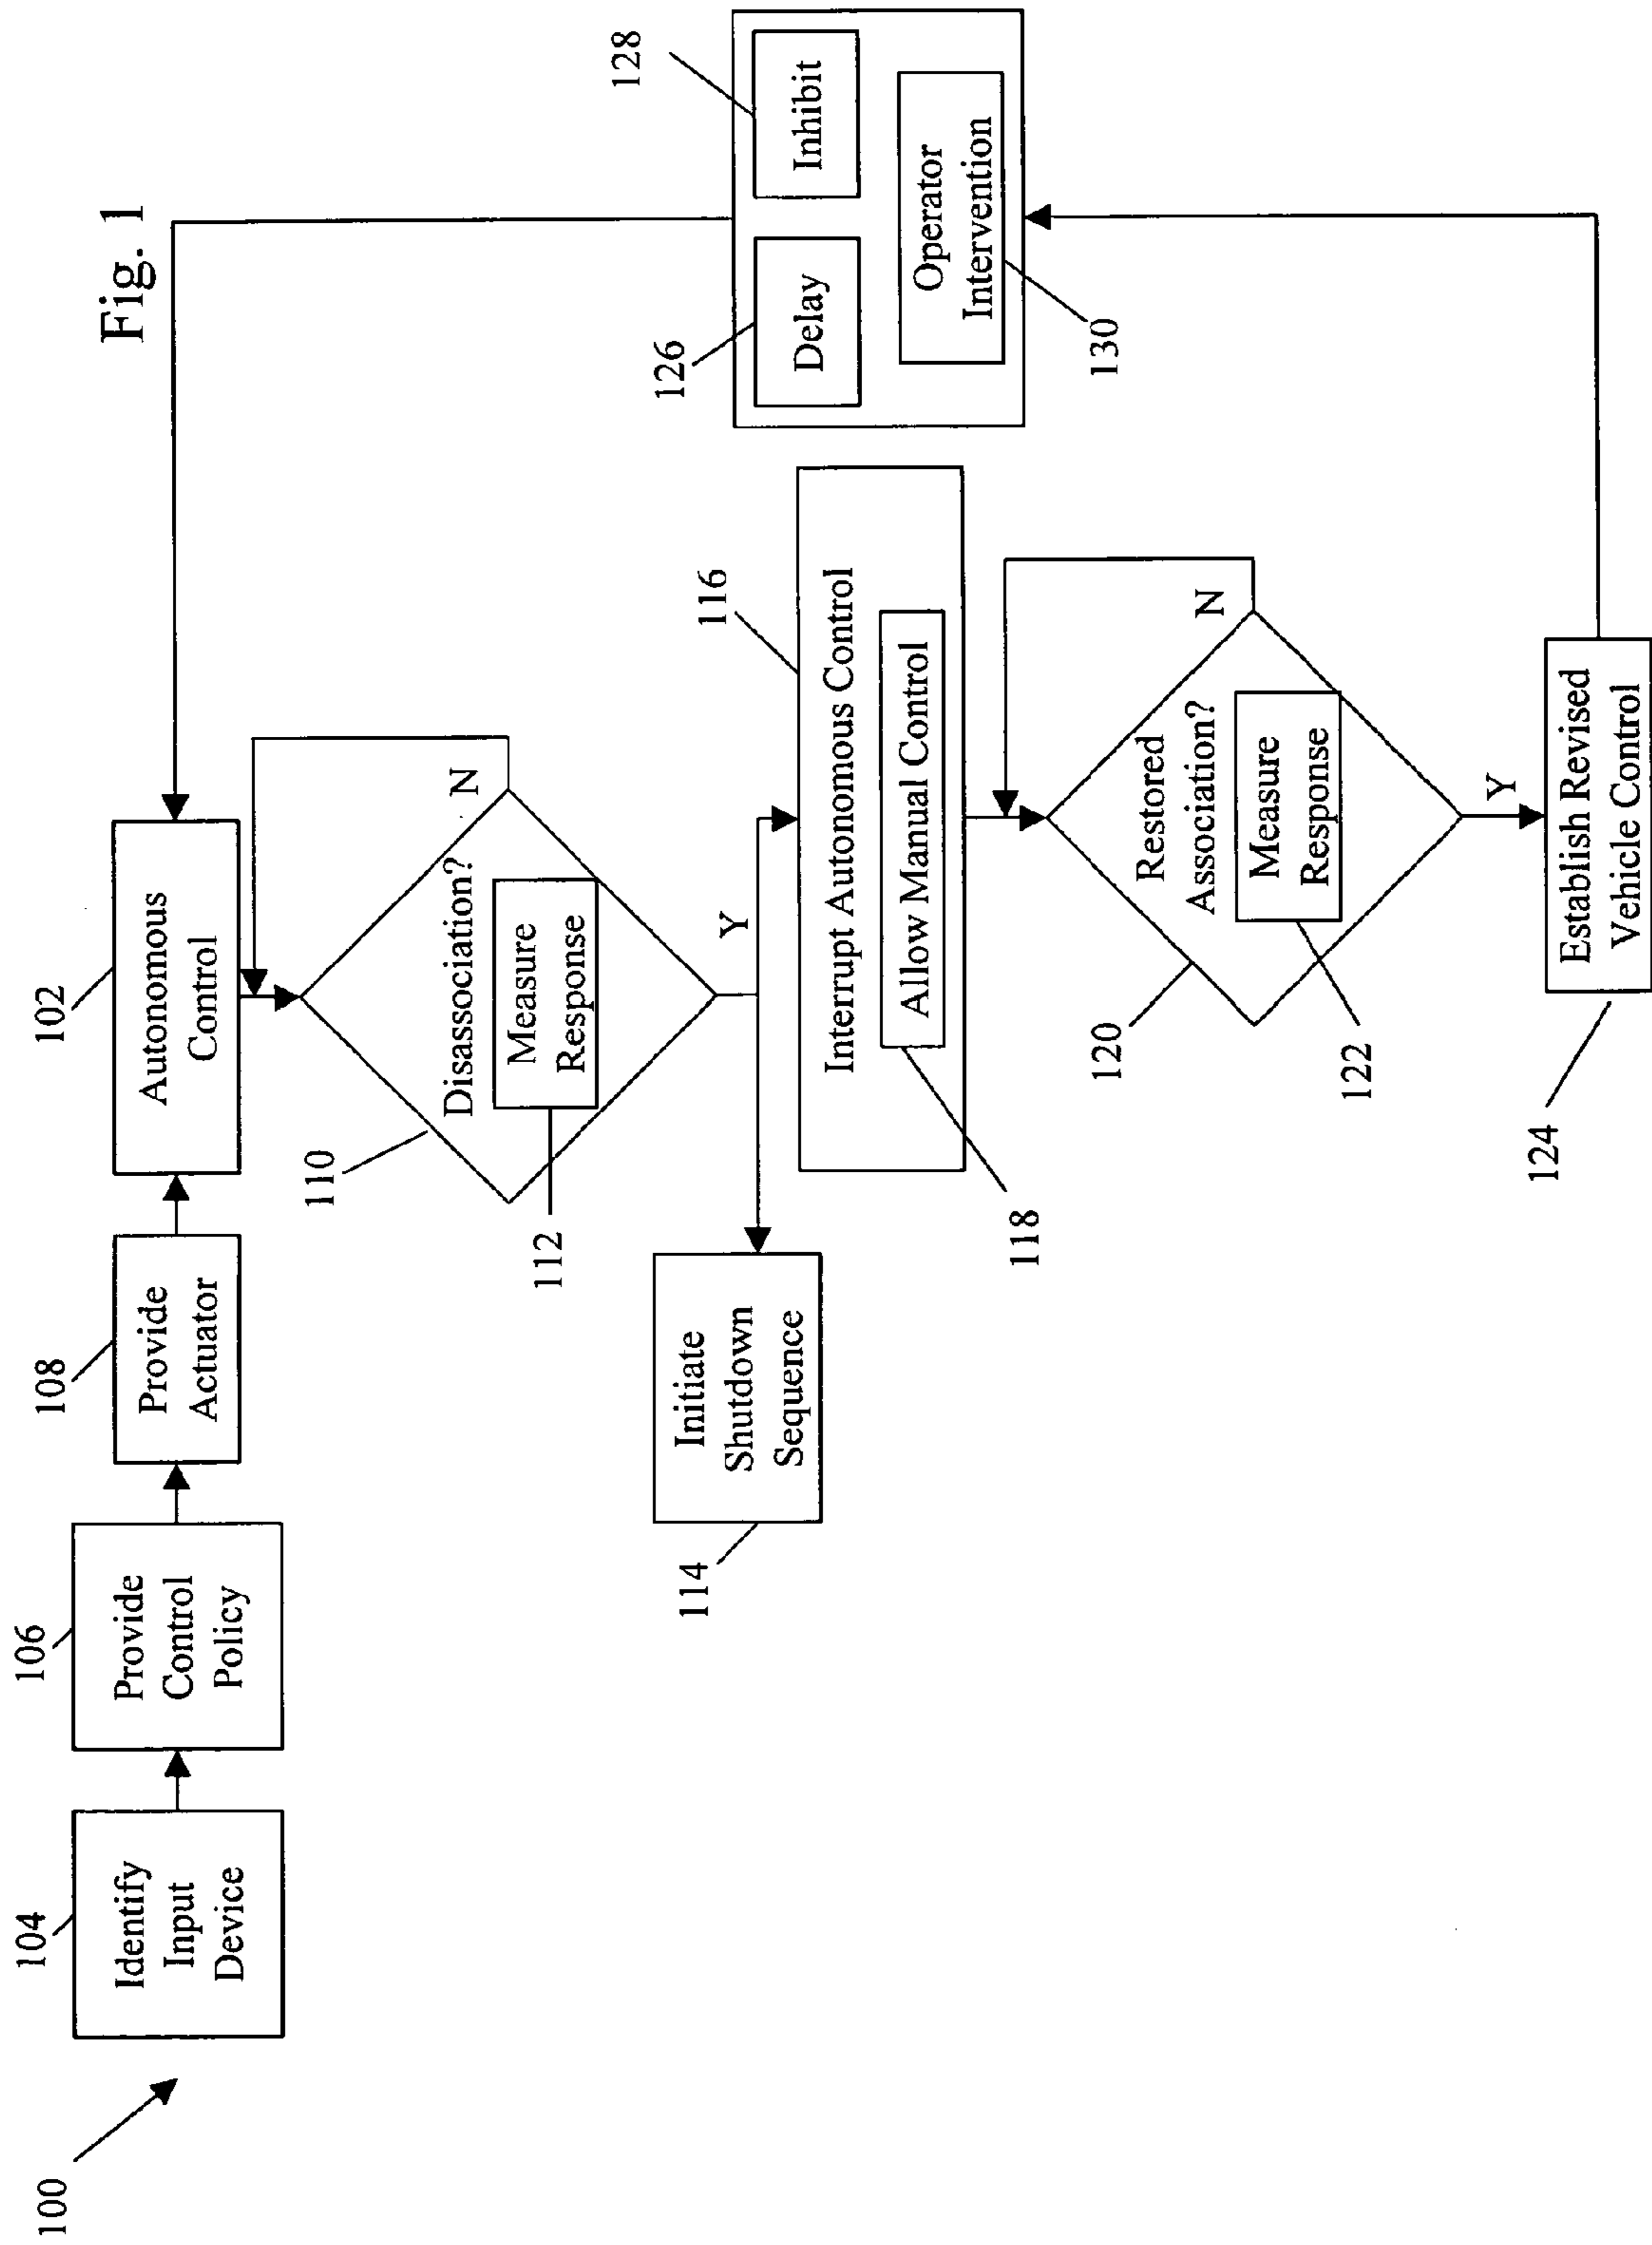 Fig. 1
100
104
Identify
Input
Device
106
Provide
Control
Policy
108
Provide
Actuator
102
Autonomous
Control
110
Disassociation?
N
112
Measure
Response
Y
114
Initiate
Shutdown
Sequence
116
Interrupt Autonomous Control
118
Allow Manual Control
120
Restored
Association?
N
122
Measure
Response
Y
124
Establish Revised
Vehicle Control
126
Delay
128
Inhibit
130
Operator
Intervention